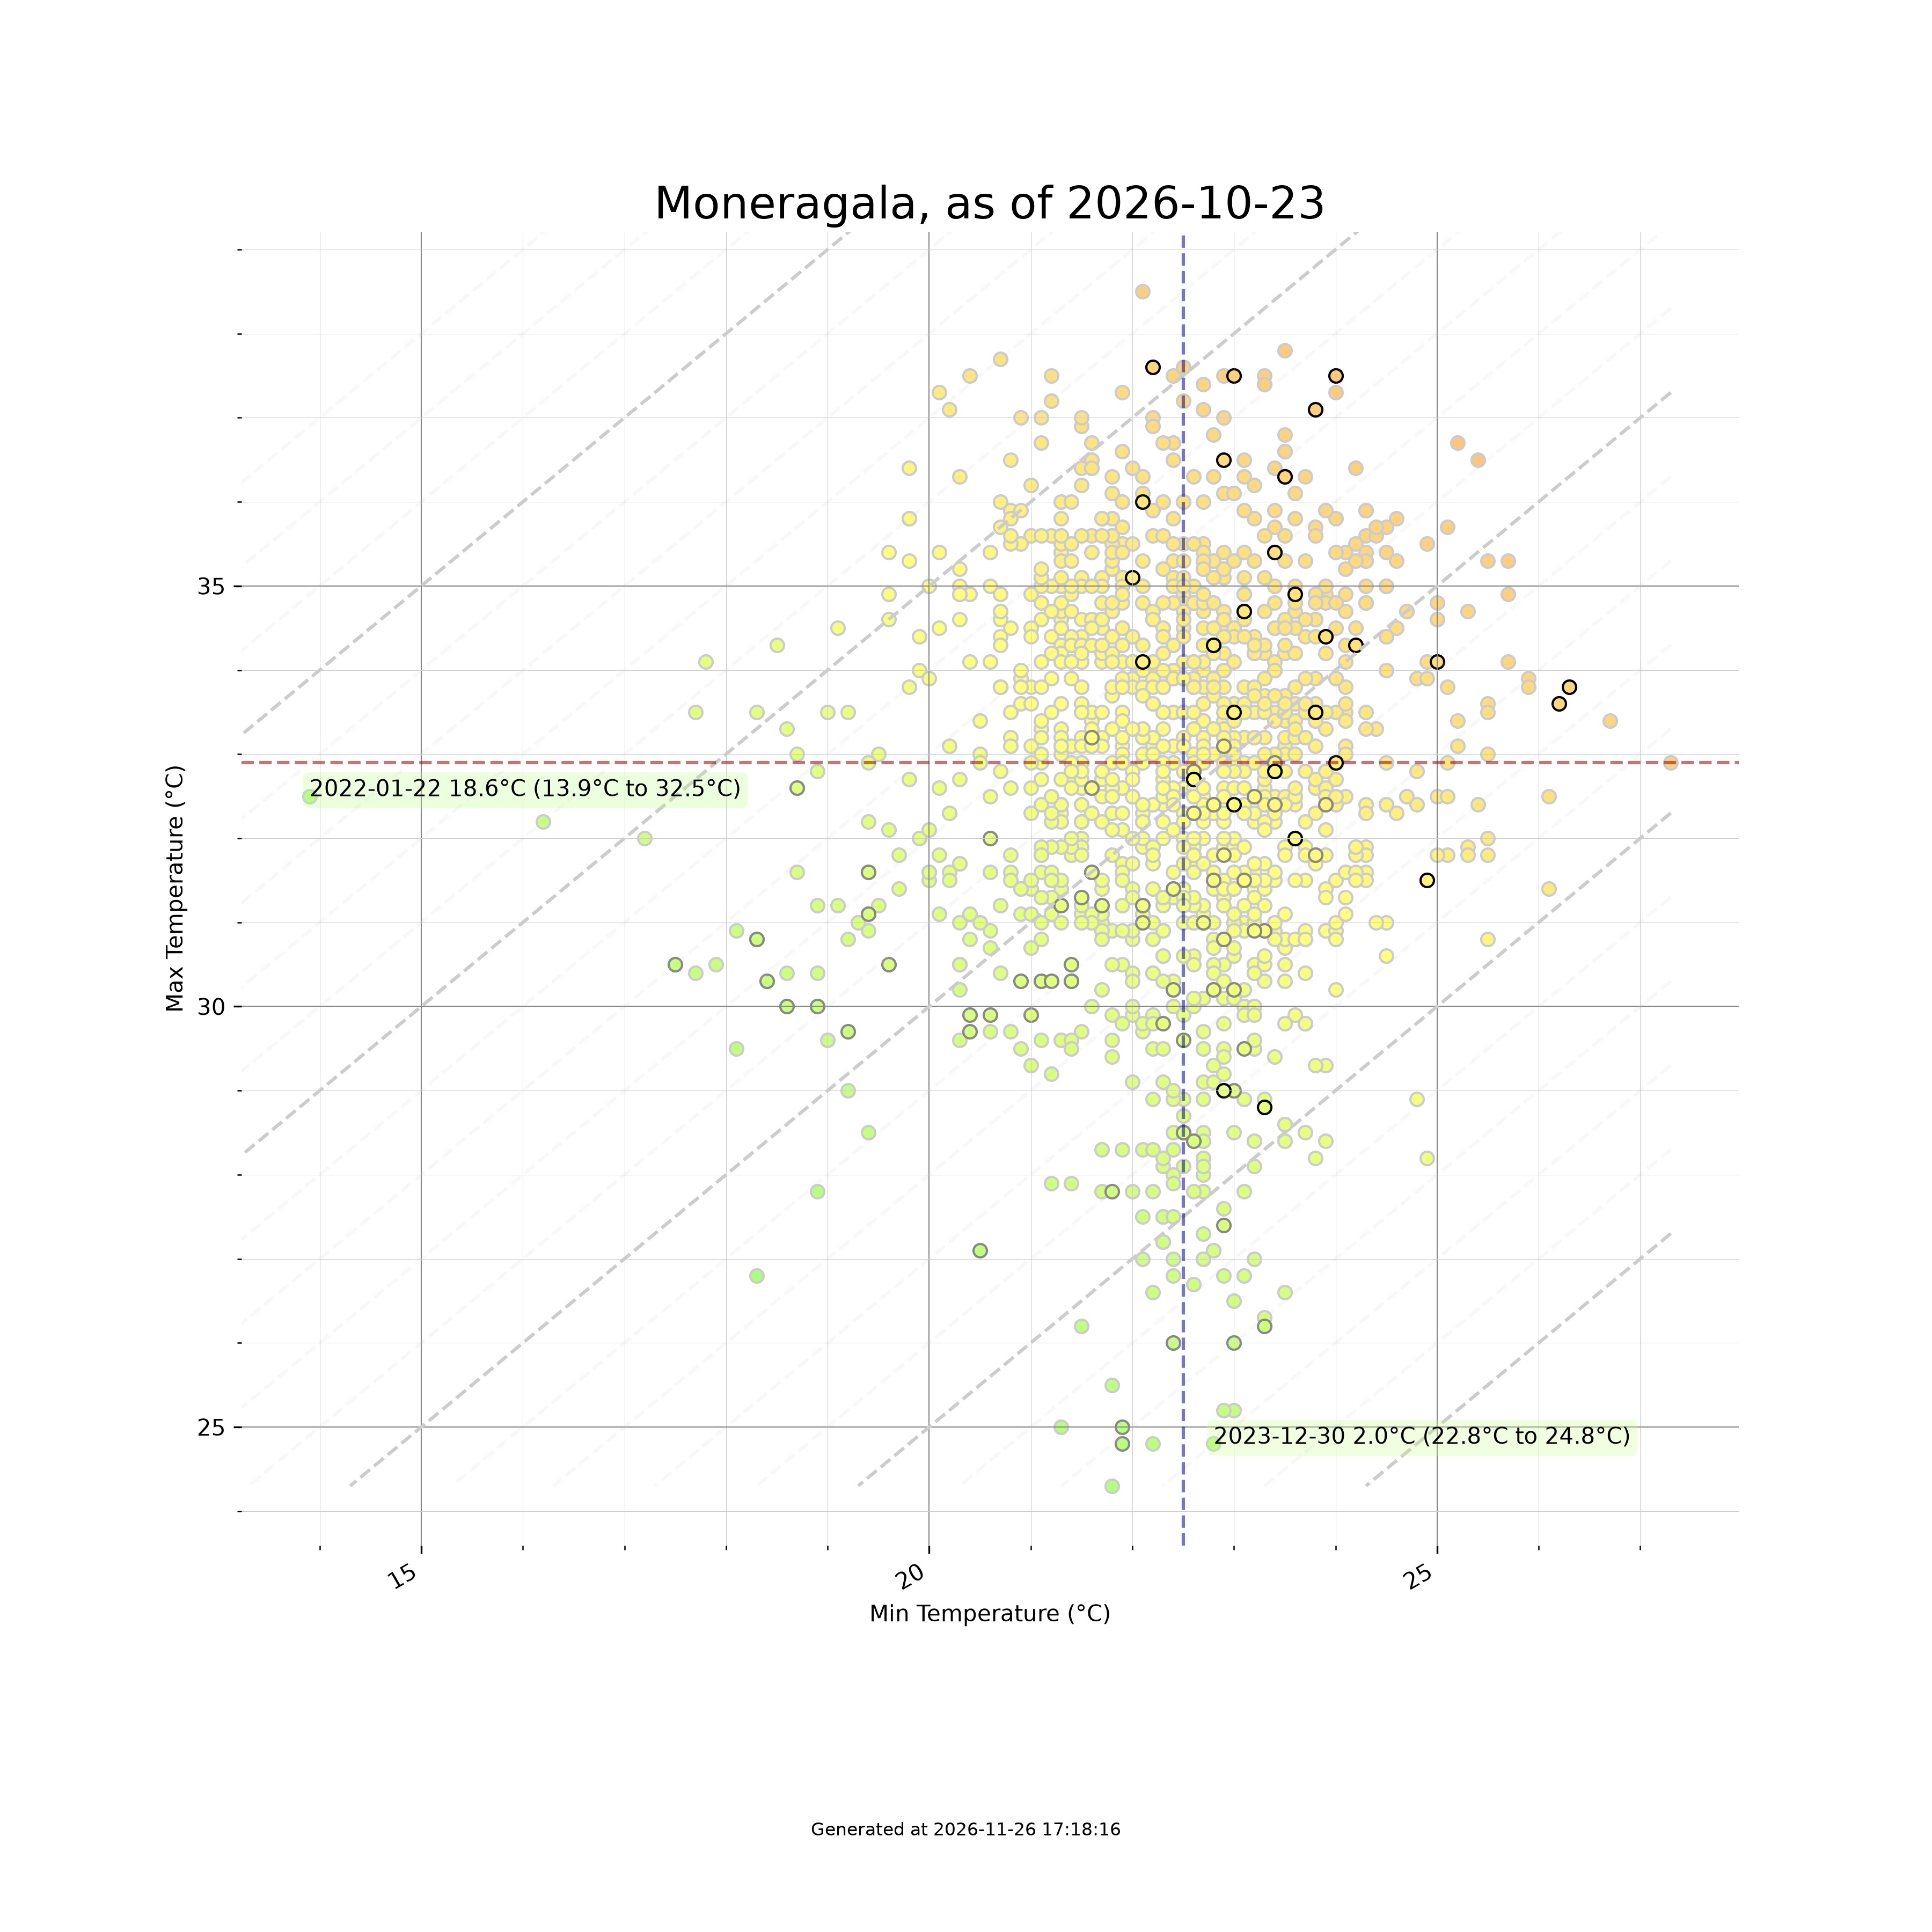 Moneragala, as of 2026-10-23
Max Temperature (°C)
35
30
25
2022-01-22 18.6°C (13.9°C to 32.5°C)
2023-12-30 2.0°C (22.8°C to 24.8°C)
15
20
25
Min Temperature (°C)
Generated at 2026-11-26 17:18:16